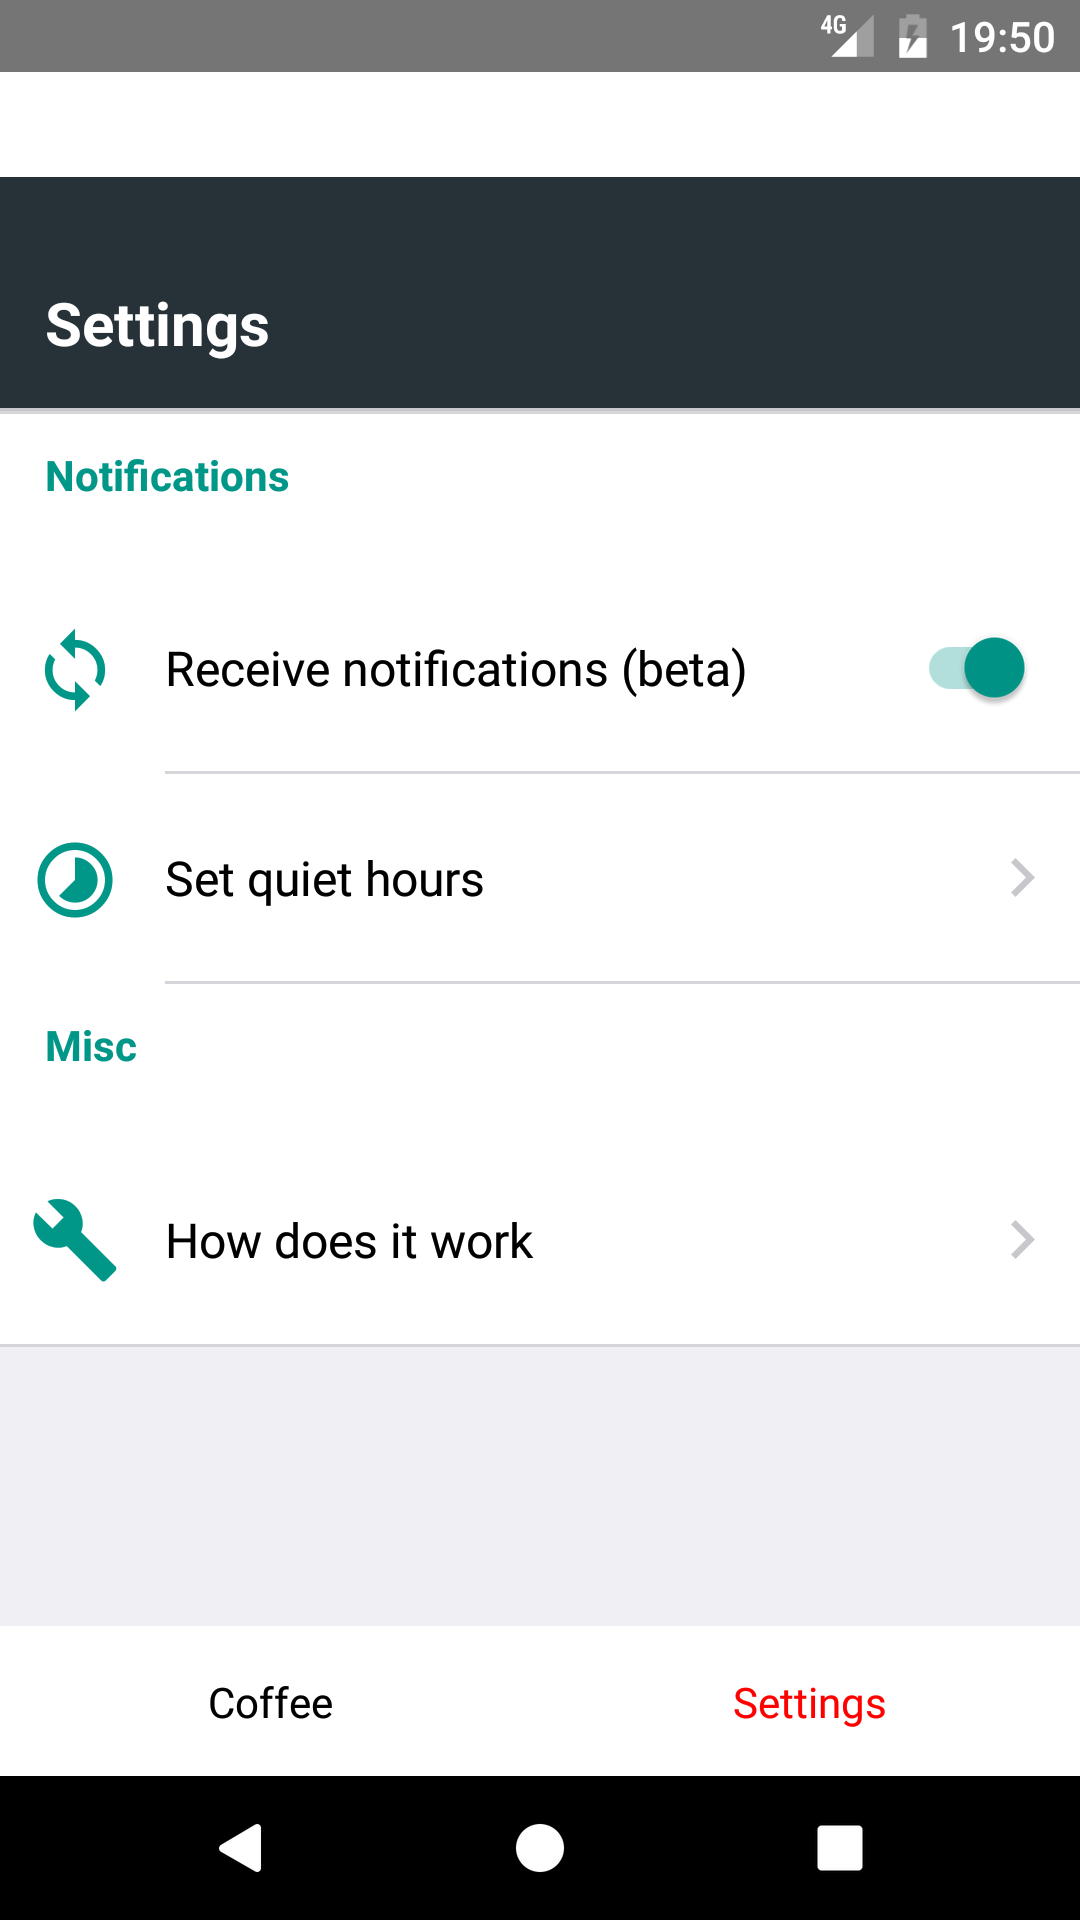 4G 19:50
Settings
Notifications
Receive notifications (beta)
Set quiet hours
Misc
How does it work
Coffee
Settings